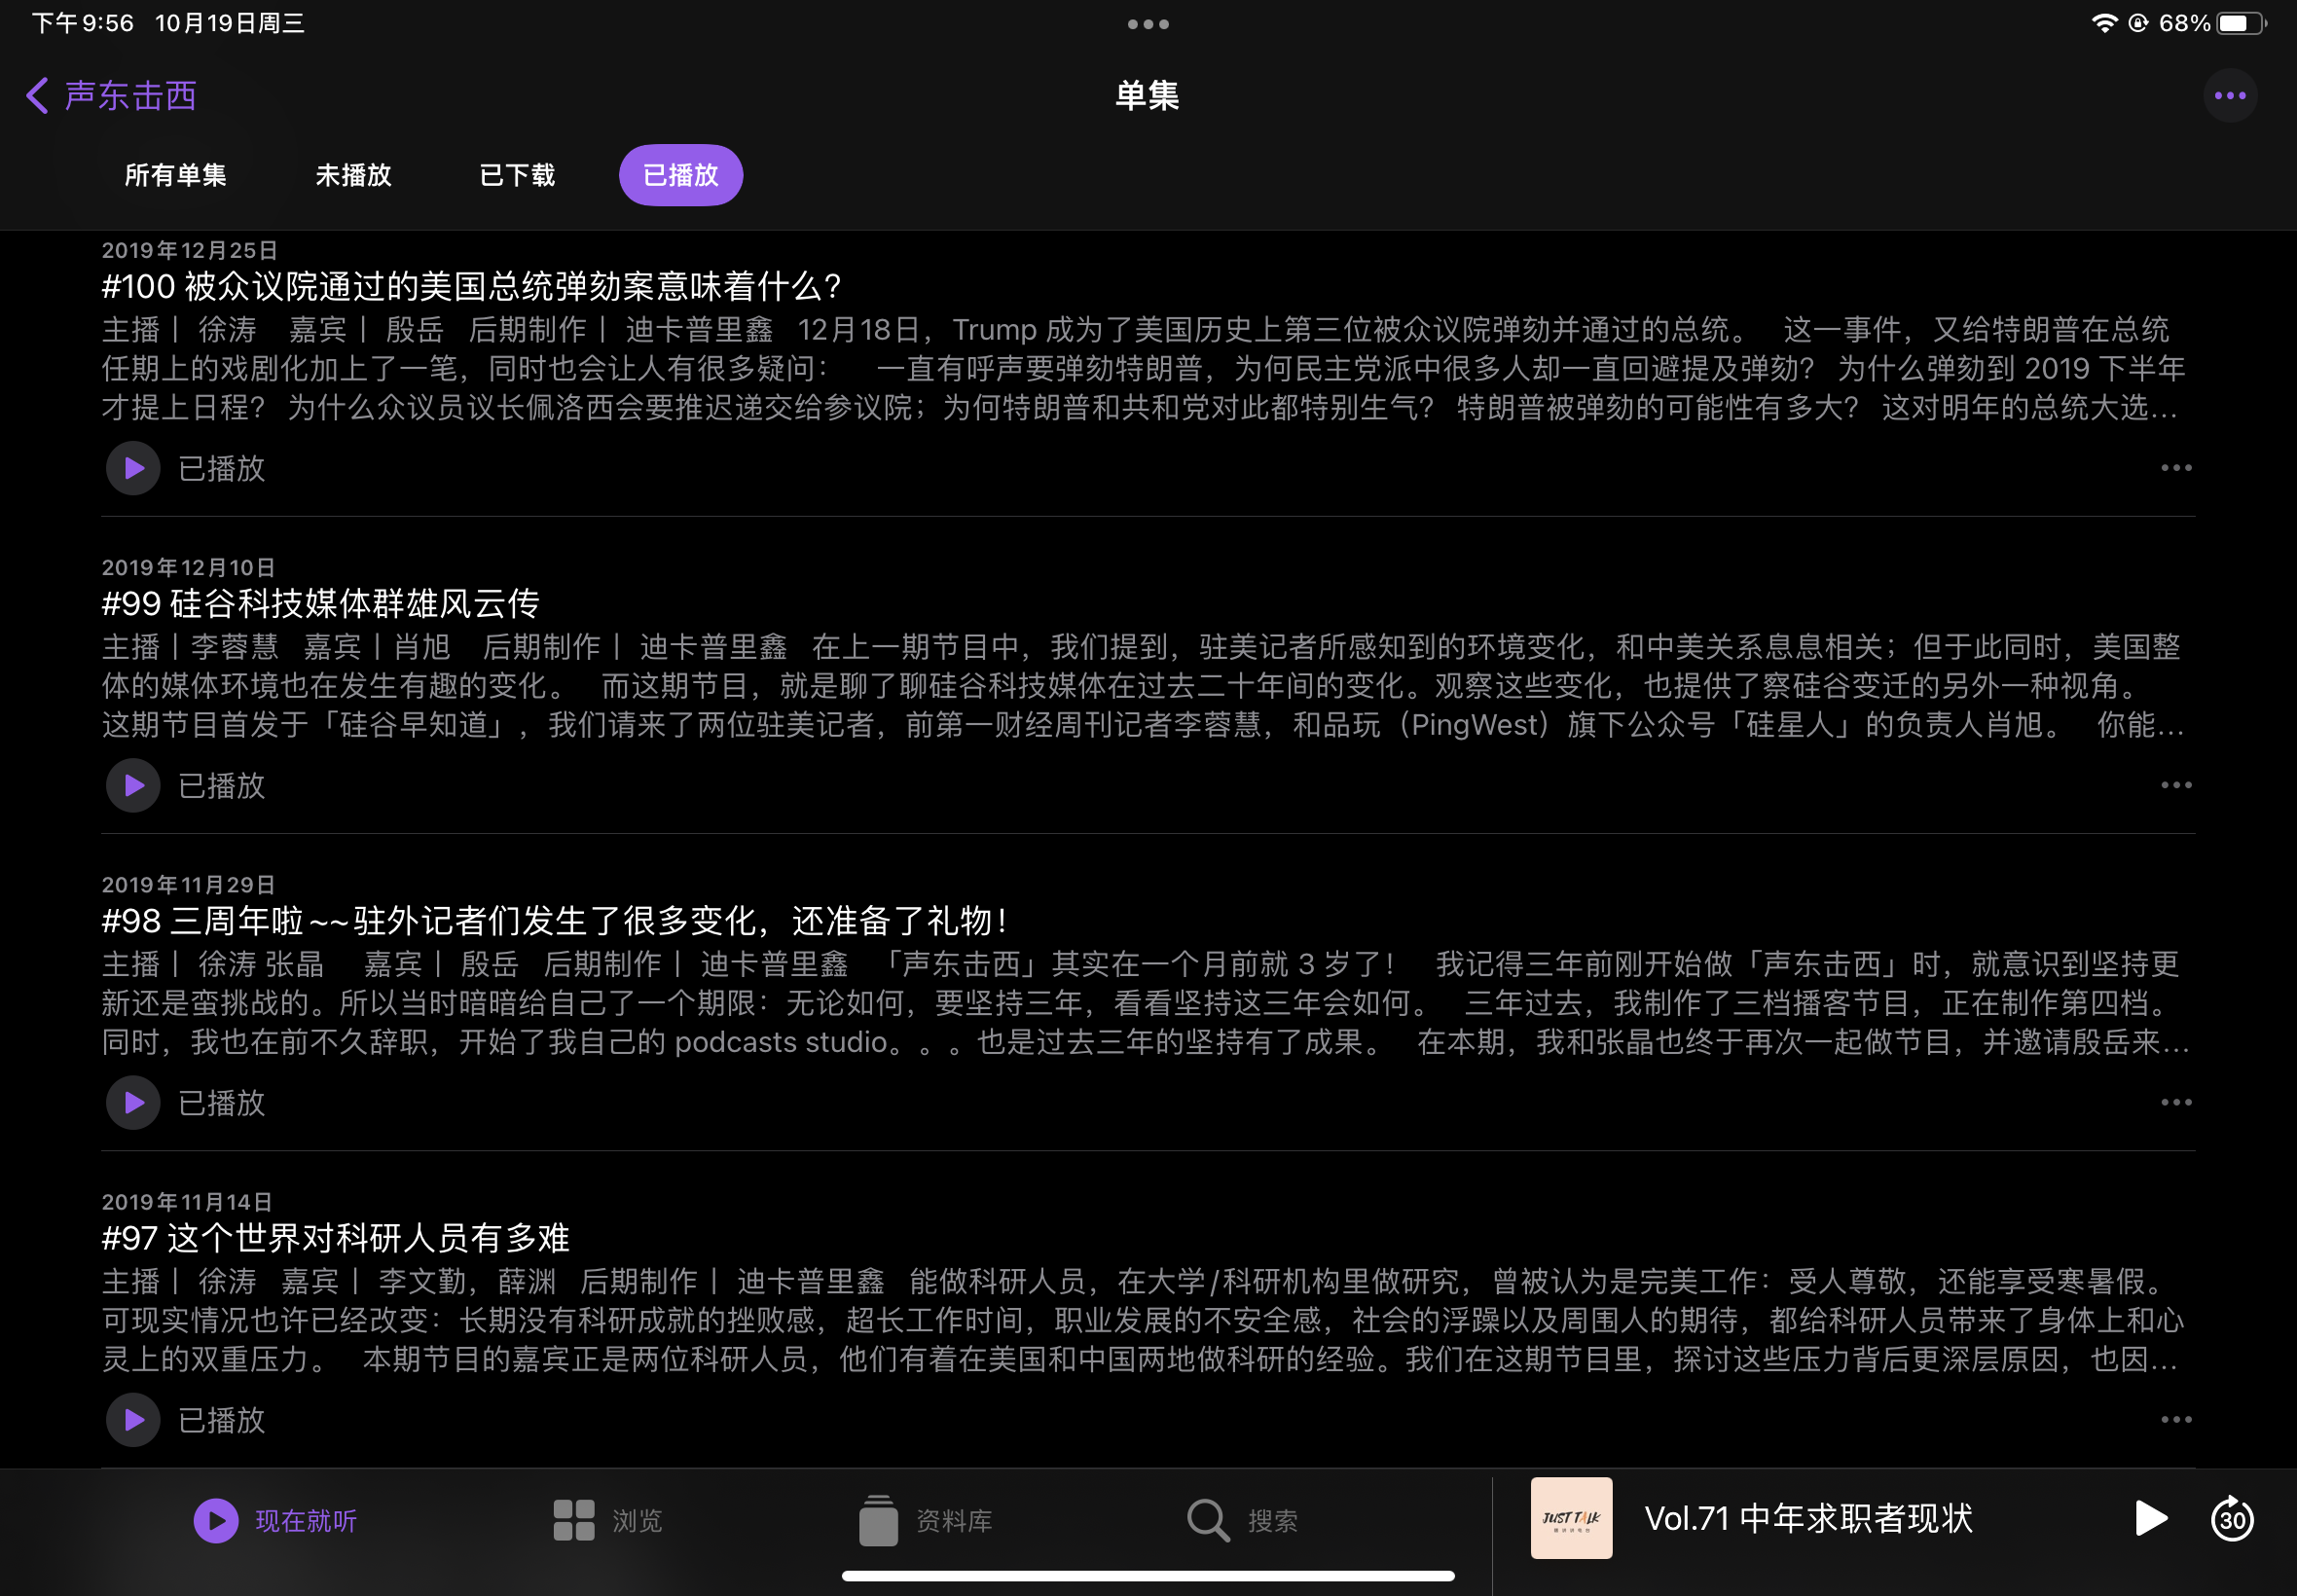 下午9:56 10月19日周三
68%
声东击西
单集
所有单集 未播放 已下载 已播放
2019年12月25日
#100 被众议院通过的美国总统弹劾案意味着什么?
主播丨 徐涛 嘉宾丨 殷岳 后期制作丨 迪卡普里鑫 12月18日，Trump 成为了美国历史上第三位被众议院弹劾并通过的总统。 这一事件，又给特朗普在总统
任期上的戏剧化加上了一笔，同时也会让人有很多疑问： 一直有呼声要弹劾特朗普，为何民主党派中很多人却一直回避提及弹劾？ 为什么弹劾到 2019 下半年
才提上日程？ 为什么众议员议长佩洛西会要推迟递交给参议院；为何特朗普和共和党对此都特别生气？ 特朗普被弹劾的可能性有多大？ 这对明年的总统大选...
已播放
2019年12月10日
#99 硅谷科技媒体群雄风云传
主播丨李蓉慧 嘉宾丨肖旭 后期制作丨 迪卡普里鑫 在上一期节目中，我们提到，驻美记者所感知到的环境变化，和中美关系息息相关；但于此同时，美国整
体的媒体环境也在发生有趣的变化。 而这期节目，就是聊了聊硅谷科技媒体在过去二十年间的变化。观察这些变化，也提供了察硅谷变迁的另外一种视角。
这期节目首发于「硅谷早知道」，我们请来了两位驻美记者，前第一财经周刊记者李蓉慧，和品玩（PingWest）旗下公众号「硅星人」的负责人肖旭。 你能...
已播放
2019年11月29日
#98 三周年啦~~驻外记者们发生了很多变化，还准备了礼物！
主播丨 徐涛 张晶 嘉宾丨 殷岳 后期制作丨 迪卡普里鑫 「声东击西」其实在一个月前就 3 岁了！ 我记得三年前刚开始做「声东击西」时，就意识到坚持更
新还是蛮挑战的。所以当时暗暗给自己了一个期限：无论如何，要坚持三年，看看坚持这三年会如何。 三年过去，我制作了三档播客节目，正在制作第四档。
同时，我也在前不久辞职，开始了我自己的 podcasts studio。。。也是过去三年的坚持有了成果。 在本期，我和张晶也终于再次一起做节目，并邀请殷岳来...
已播放
2019年11月14日
#97 这个世界对科研人员有多难
主播丨 徐涛 嘉宾丨 李文勤，薛渊 后期制作丨 迪卡普里鑫 能做科研人员，在大学/科研机构里做研究，曾被认为是完美工作：受人尊敬，还能享受寒暑假。
可现实情况也许已经改变：长期没有科研成就的挫败感，超长工作时间，职业发展的不安全感，社会的浮躁以及周围人的期待，都给科研人员带来了身体上和心
灵上的双重压力。 本期节目的嘉宾正是两位科研人员，他们有着在美国和中国两地做科研的经验。我们在这期节目里，探讨这些压力背后更深层原因，也因...
已播放
现在就听 浏览 资料库 搜索
JUST TALK
Vol.71 中年求职者现状
30